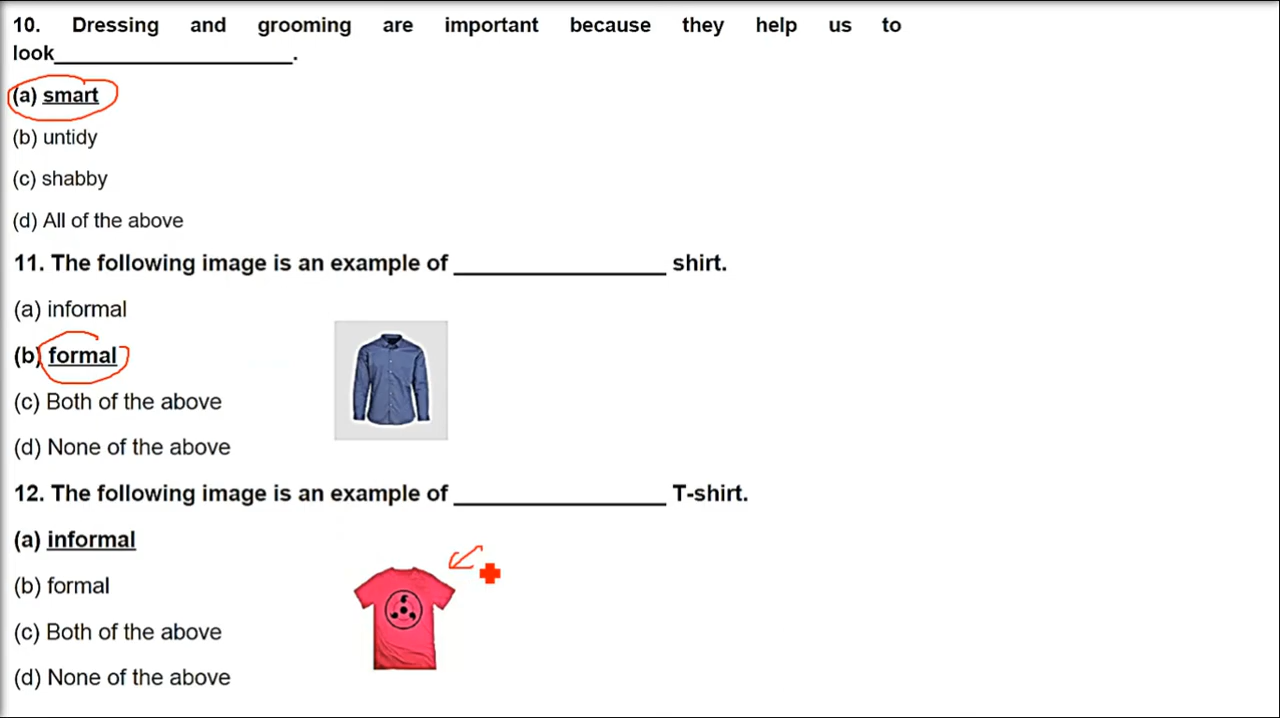 10. Dressing and grooming are important because they help us to
look____________________.
(a) smart
(b) untidy
(c) shabby
(d) All of the above
11. The following image is an example of _________________ shirt.
(a) informal
(b) formal
(c) Both of the above
(d) None of the above
12. The following image is an example of _________________ T-shirt.
(a) informal
(b) formal
(c) Both of the above
(d) None of the above